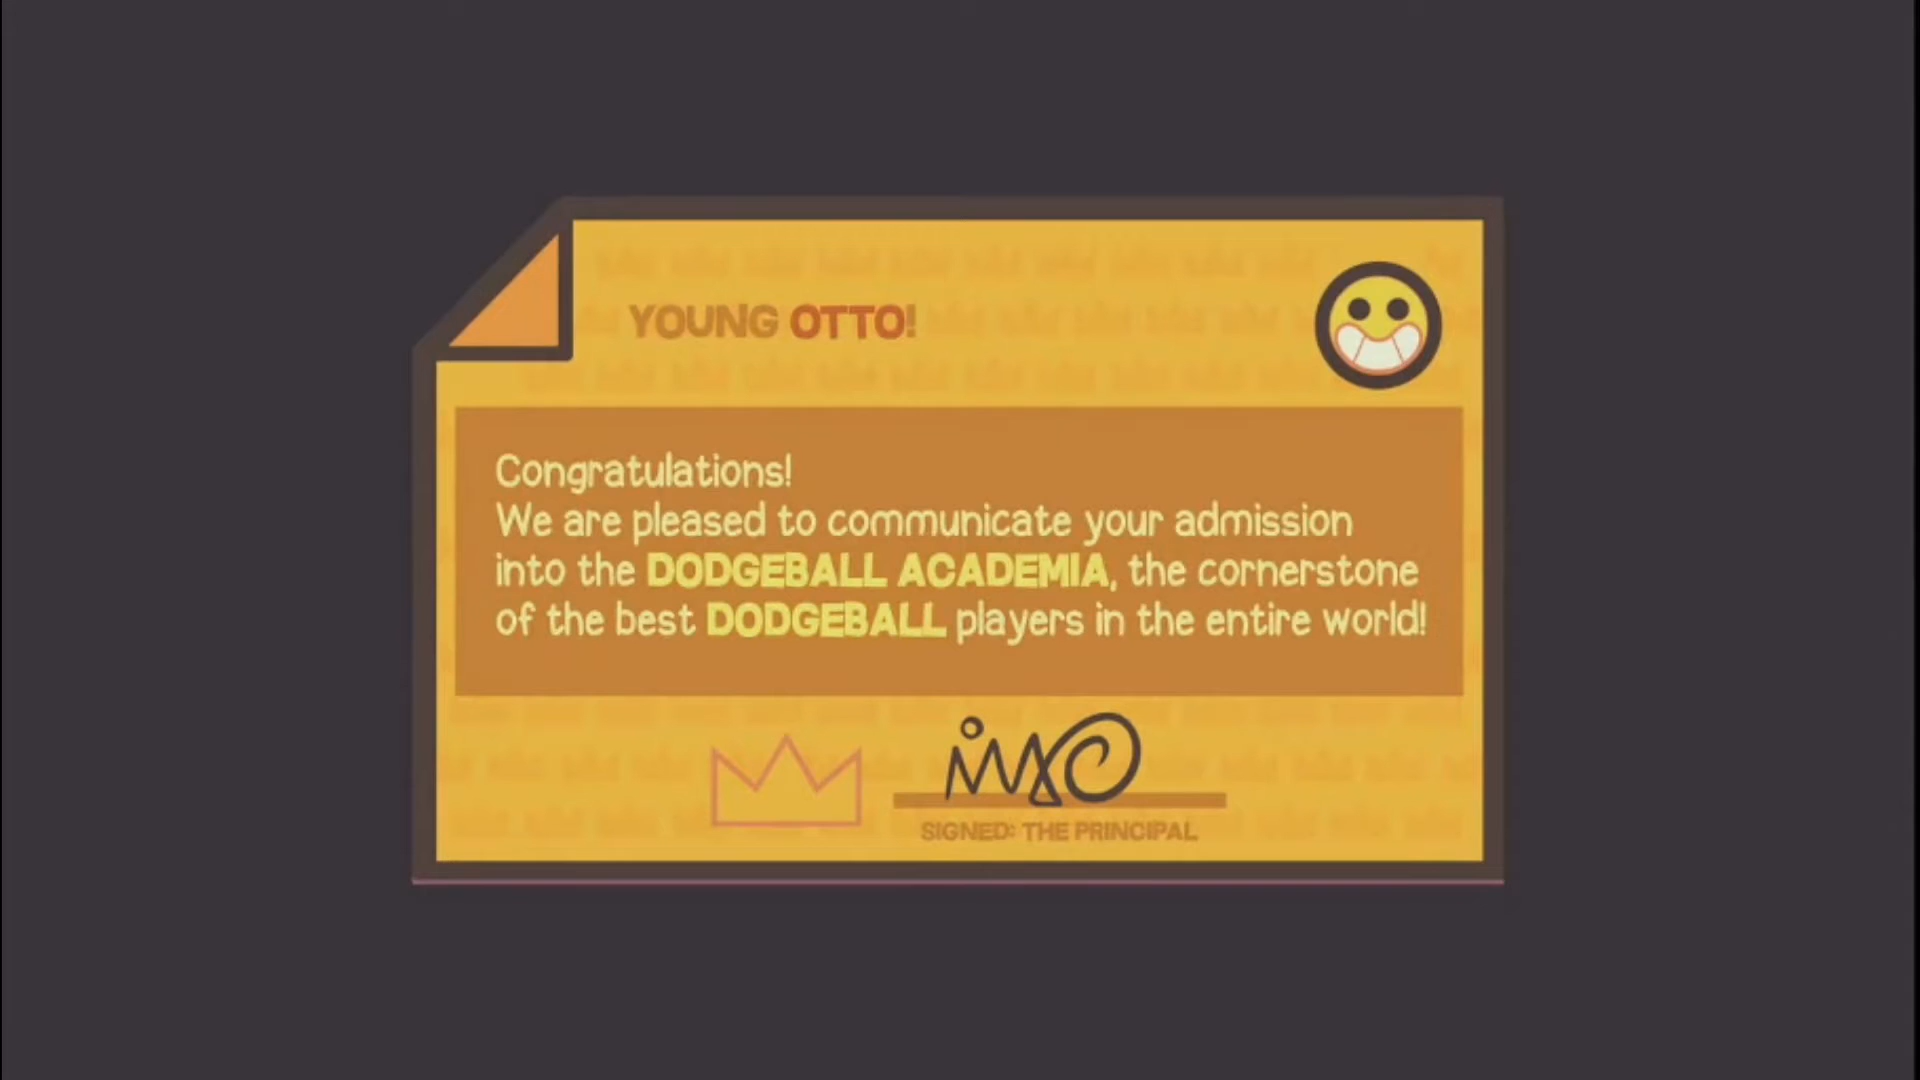 YOUNG OTTO!
Congratulations!
We are pleased to communicate your admission
into the DODGEBALL ACADEMIA, the cornerstone
of the best DODGEBALL players in the entire world!
SIGNED: THE PRINCIPAL